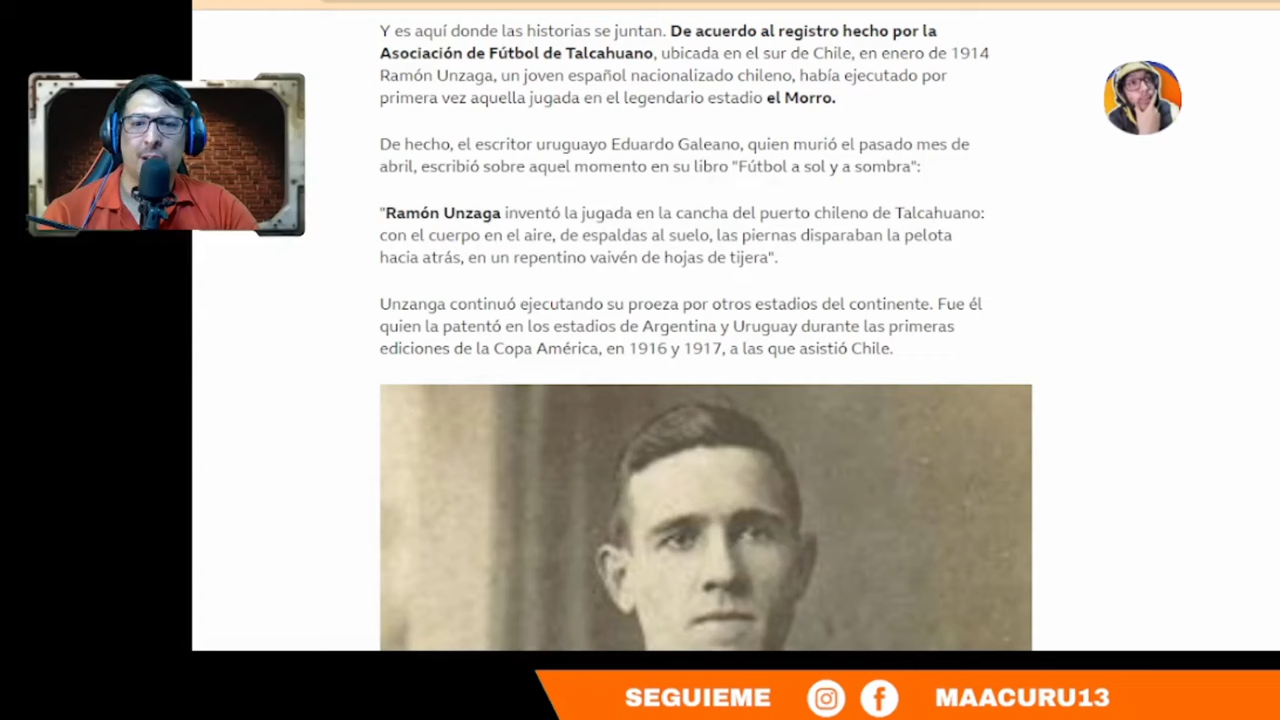 Y es aquí donde las historias se juntan. De acuerdo al registro hecho por la
Asociación de Fútbol de Talcahuano, ubicada en el sur de Chile, en enero de 1914
Ramón Unzaga, un joven español nacionalizado chileno, había ejecutado por
primera vez aquella jugada en el legendario estadio el Morro.
De hecho, el escritor uruguayo Eduardo Galeano, quien murió el pasado mes de
abril, escribió sobre aquel momento en su libro "Fútbol a sol y a sombra":
"Ramón Unzaga inventó la jugada en la cancha del puerto chileno de Talcahuano:
con el cuerpo en el aire, de espaldas al suelo, las piernas disparaban la pelota
hacia atrás, en un repentino vaivén de hojas de tijera".
Unzanga continuó ejecutando su proeza por otros estadios del continente. Fue él
quien la patentó en los estadios de Argentina y Uruguay durante las primeras
ediciones de la Copa América, en 1916 y 1917, a las que asistió Chile.
SEGUIEME MAACURU13